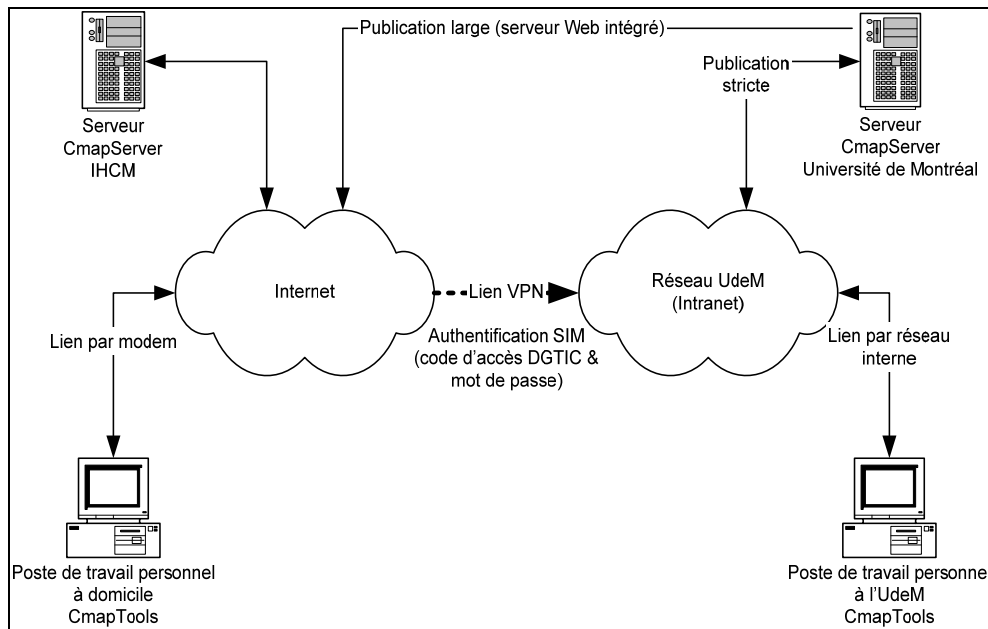 Publication large (serveur Web intégré)
Publication
stricte
Serveur
CmapServer
IHCM
Serveur
CmapServer
Université de Montréal
Internet
Lien VPN
Réseau UdeM
(Intranet)
Authentification SIM
(code d'accès DGTIC &
mot de passe)
Lien par modem
Lien par réseau
interne
Poste de travail personnel
à domicile
CmapTools
Poste de travail personne
à l'UdeM
CmapTools